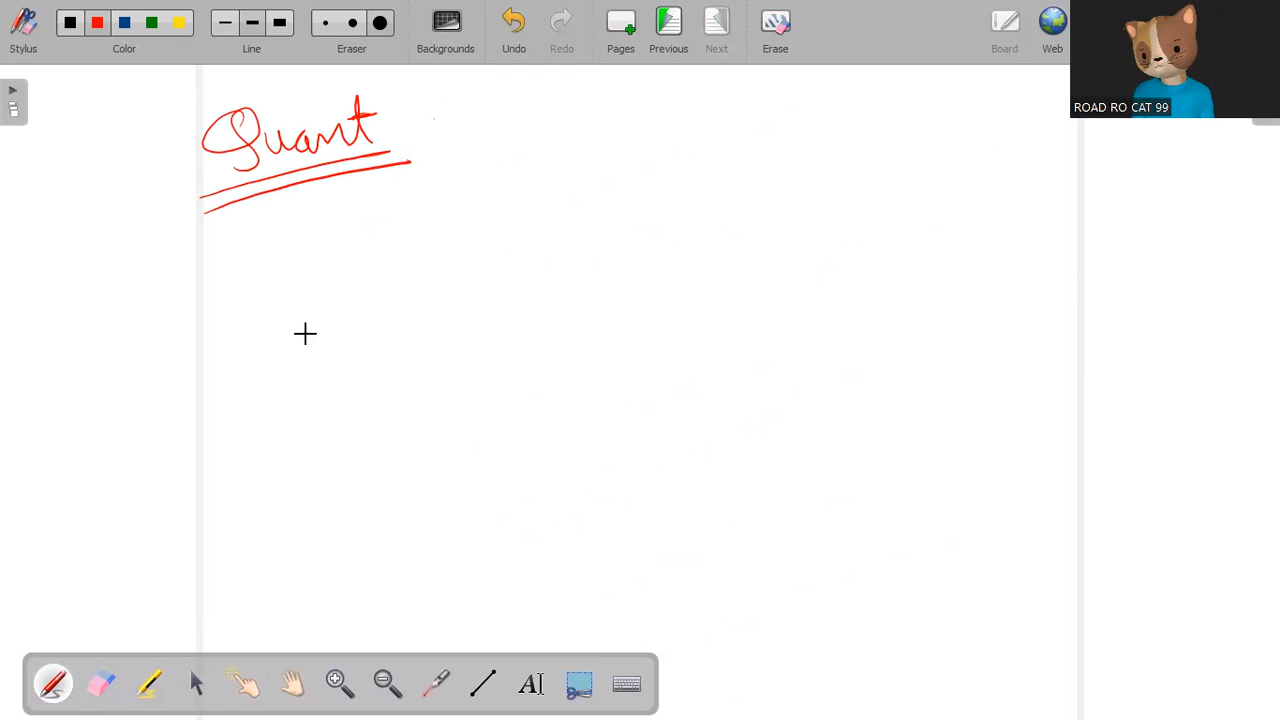 Stylus Color Line Eraser Backgrounds Undo Redo Pages Previous Next Erase Board Web
ROAD RO CAT 99
Quant